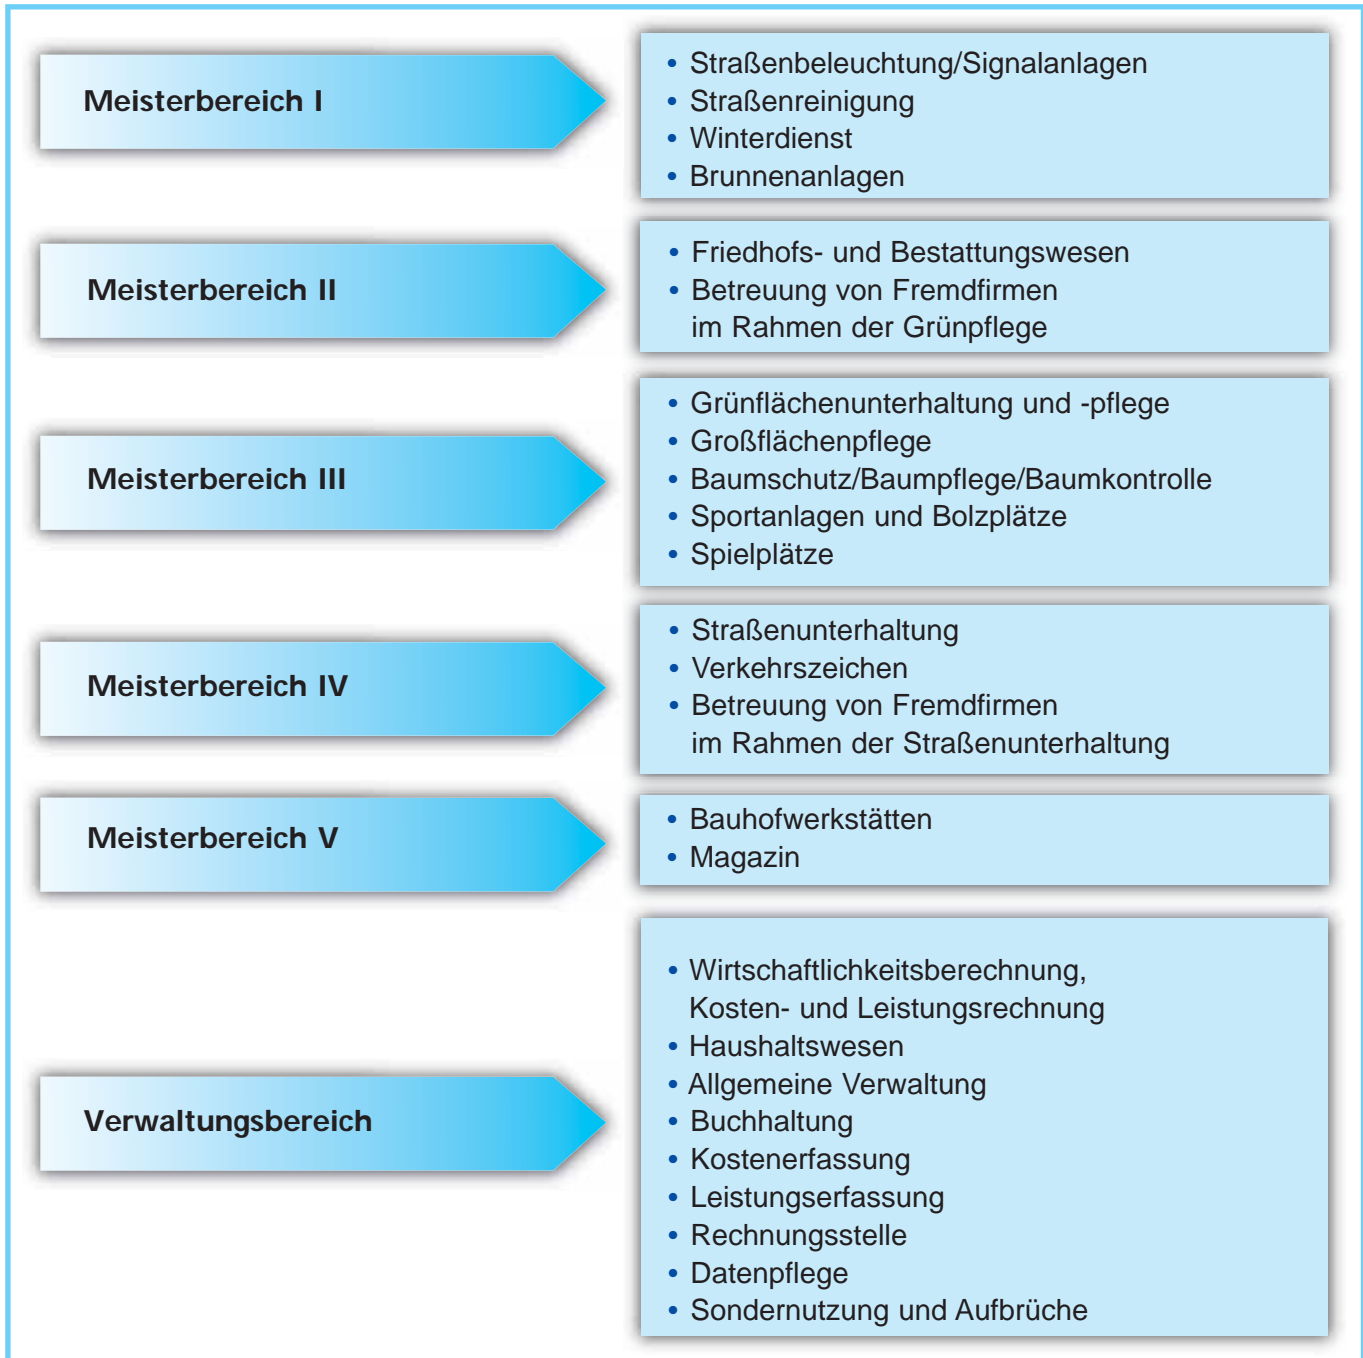 Meisterbereich I
• Straßenbeleuchtung/Signalanlagen
• Straßenreinigung
• Winterdienst
• Brunnenanlagen
Meisterbereich II
• Friedhofs- und Bestattungswesen
• Betreuung von Fremdfirmen
im Rahmen der Grünpflege
Meisterbereich III
• Grünflächenunterhaltung und -pflege
• Großflächenpflege
• Baumschutz/Baumpflege/Baumkontrolle
• Sportanlagen und Bolzplätze
• Spielplätze
Meisterbereich IV
• Straßenunterhaltung
• Verkehrszeichen
• Betreuung von Fremdfirmen
im Rahmen der Straßenunterhaltung
Meisterbereich V
• Bauhofwerkstätten
• Magazin
Verwaltungsbereich
• Wirtschaftlichkeitsberechnung,
Kosten- und Leistungsrechnung
• Haushaltswesen
• Allgemeine Verwaltung
• Buchhaltung
• Kostenerfassung
• Leistungserfassung
• Rechnungsstelle
• Datenpflege
• Sondernutzung und Aufbrüche